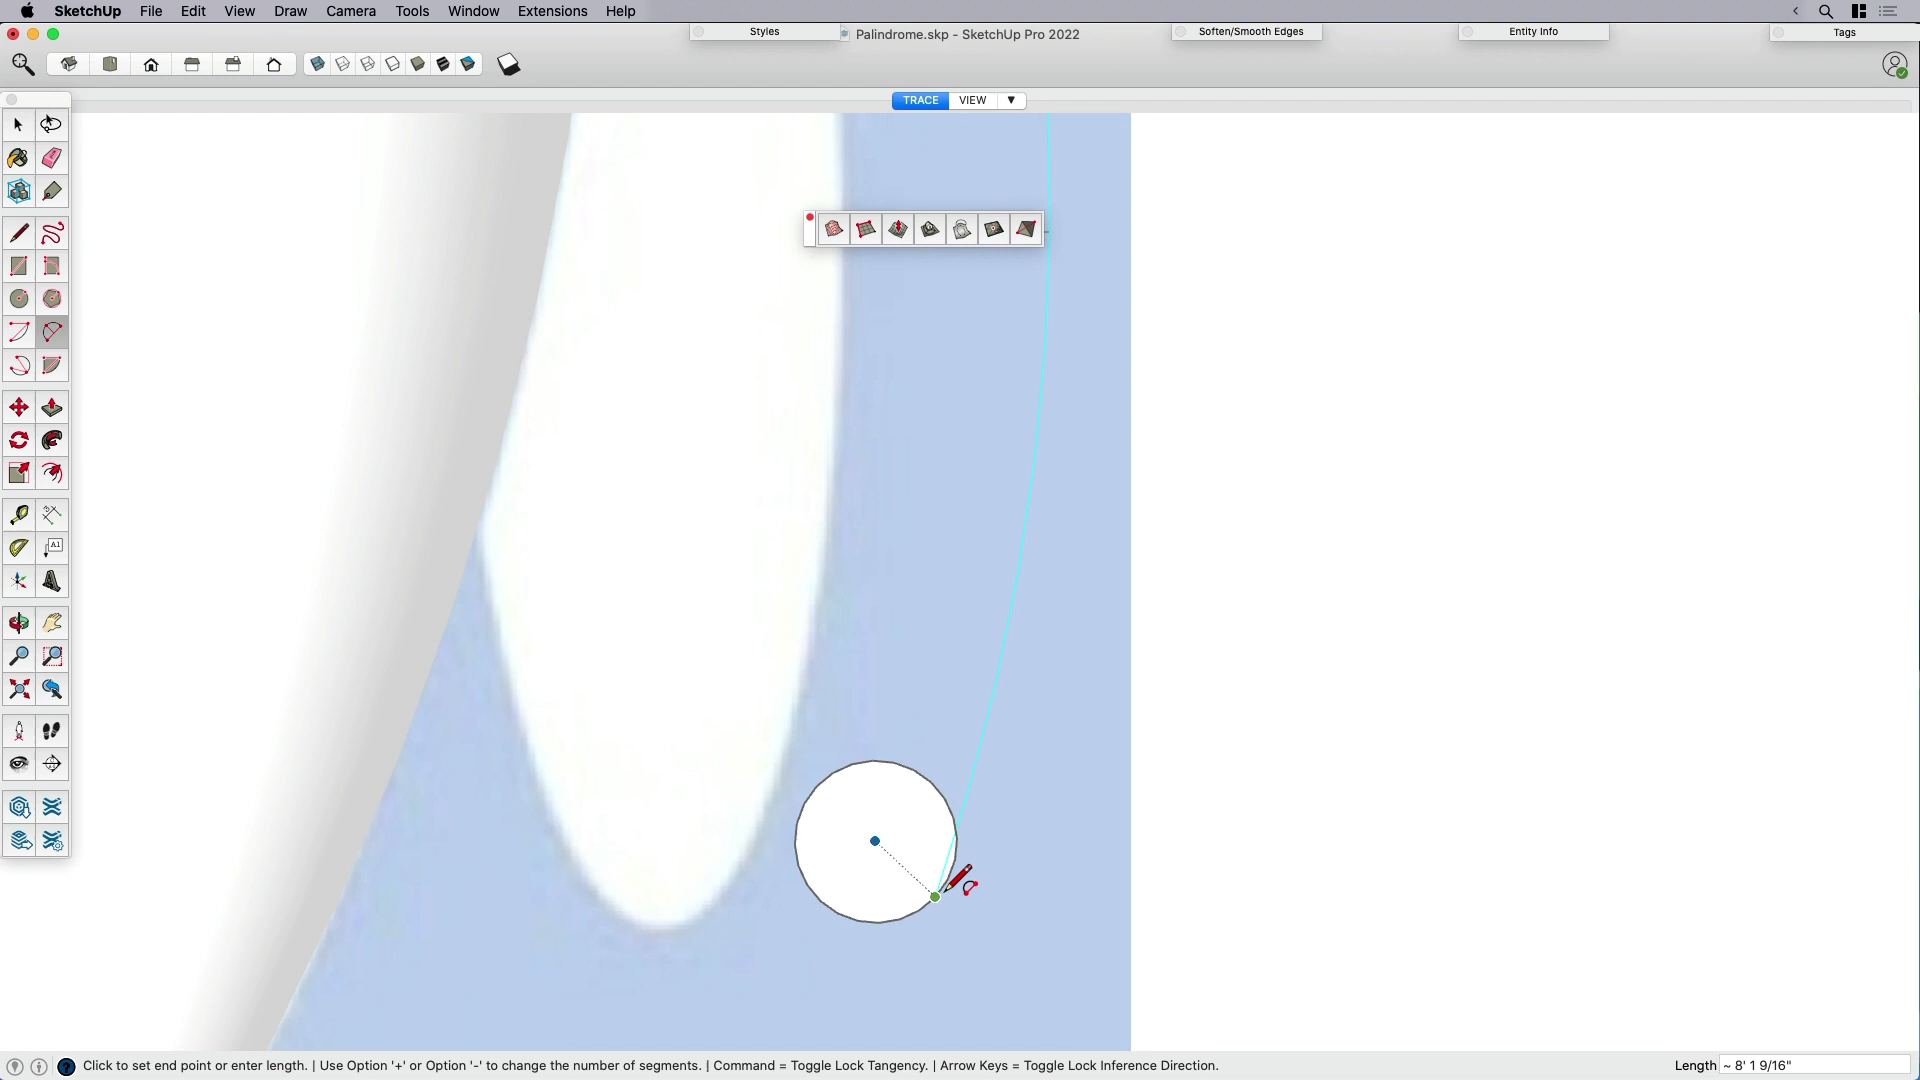 SketchUp File Edit View Draw Camera Tools Window Extensions Help
Styles
Palindrome.skp - SketchUp Pro 2022
Soften/Smooth Edges
Entity Info
Tags
TRACE VIEW
A1
Click to set end point or enter length. | Use Option '+' or Option '-' to change the number of segments. | Command = Toggle Lock Tangency. | Arrow Keys = Toggle Lock Inference Direction.
Length ~ 8' 1 9/16"